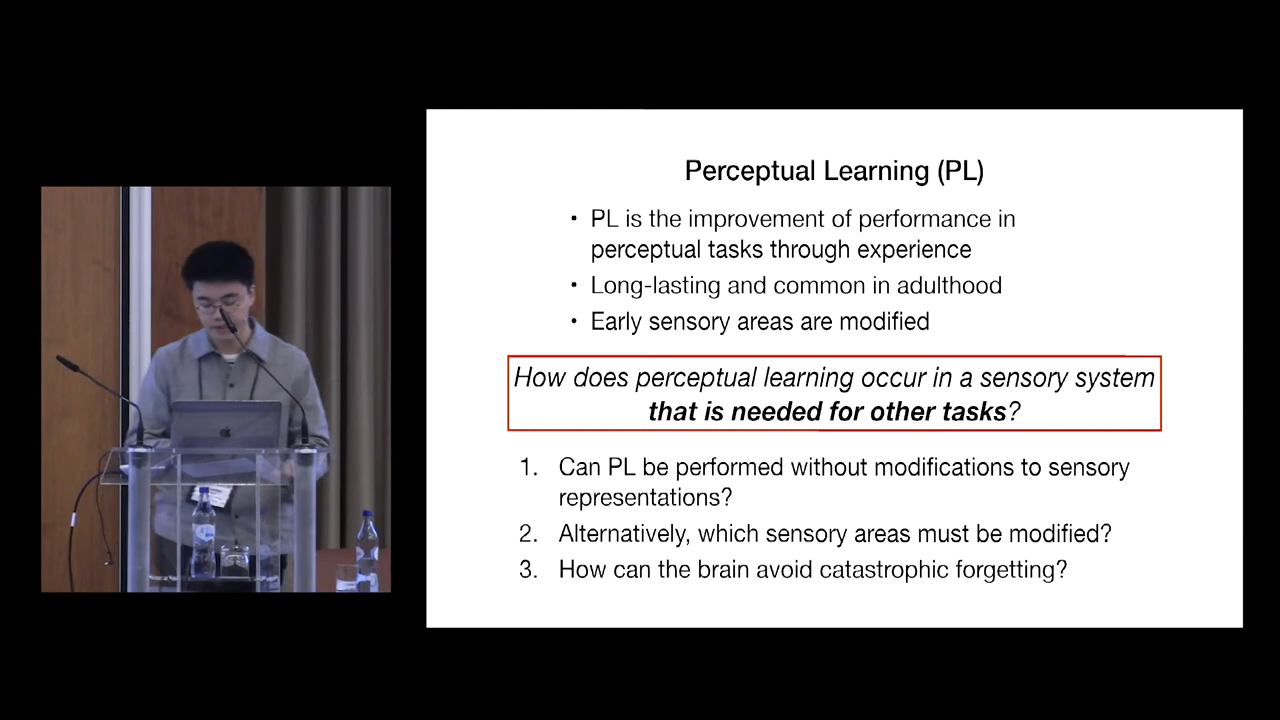 Perceptual Learning (PL)
• PL is the improvement of performance in
perceptual tasks through experience
• Long-lasting and common in adulthood
• Early sensory areas are modified
How does perceptual learning occur in a sensory system
that is needed for other tasks?
1. Can PL be performed without modifications to sensory
representations?
2. Alternatively, which sensory areas must be modified?
3. How can the brain avoid catastrophic forgetting?